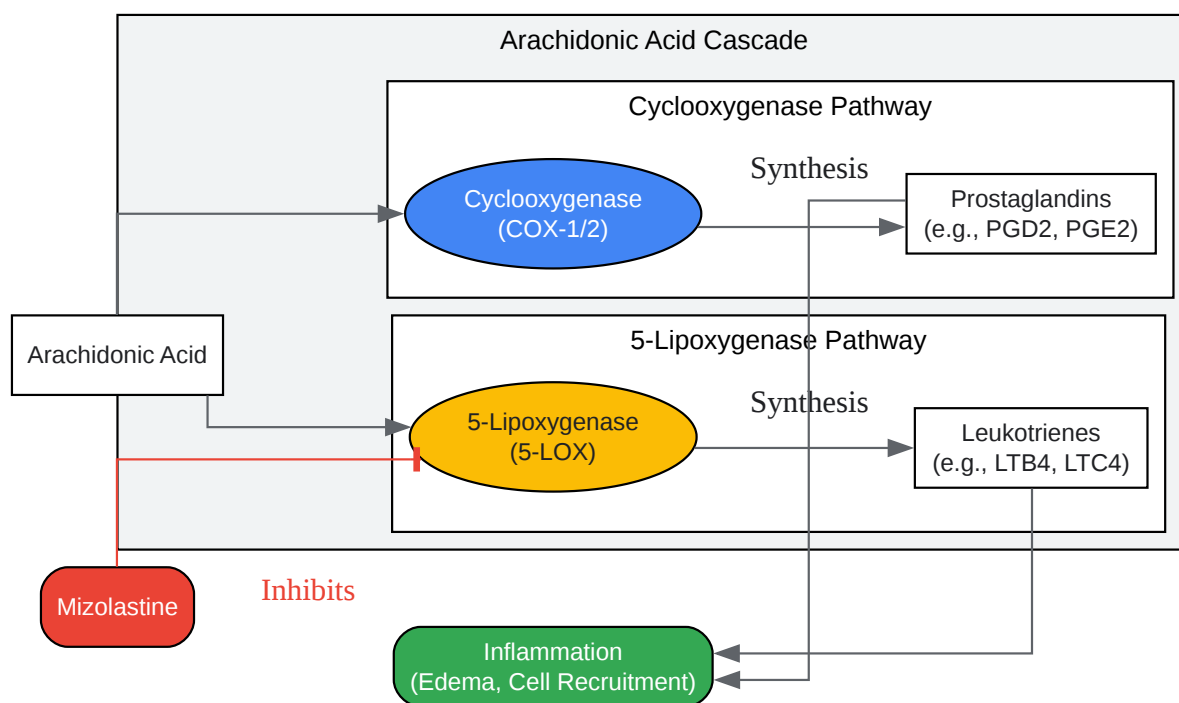 Arachidonic Acid Cascade
Cyclooxygenase Pathway
Cyclooxygenase
(COX-1/2)
Synthesis
Prostaglandins
(e.g., PGD2, PGE2)
Arachidonic Acid
5-Lipoxygenase Pathway
5-Lipoxygenase
(5-LOX)
Synthesis
Leukotrienes
(e.g., LTB4, LTC4)
Mizolastine
Inhibits
Inflammation
(Edema, Cell Recruitment)